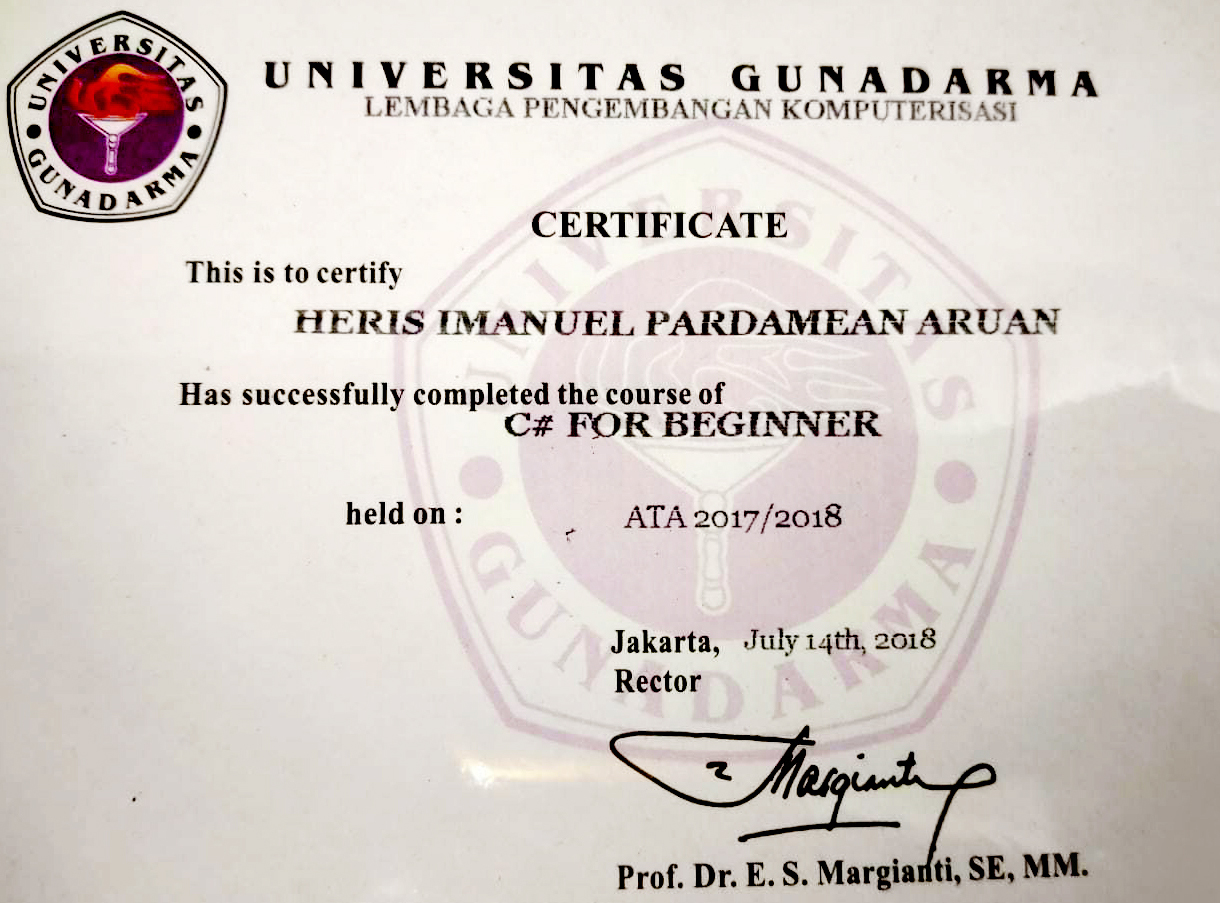 UNIVERSITAS GUNADARMA
UNIVERSITAS GUNADARMA
LEMBAGA PENGEMBANGAN KOMPUTERISASI
UNIVERSITAS GUNADARMA
CERTIFICATE
This is to certify
HERIS IMANUEL PARDAMEAN ARUAN
Has successfully completed the course of
C# FOR BEGINNER
held on : ATA 2017/2018
Jakarta, July 14th, 2018
Rector
Margianti
Prof. Dr. E. S. Margianti, SE, MM.